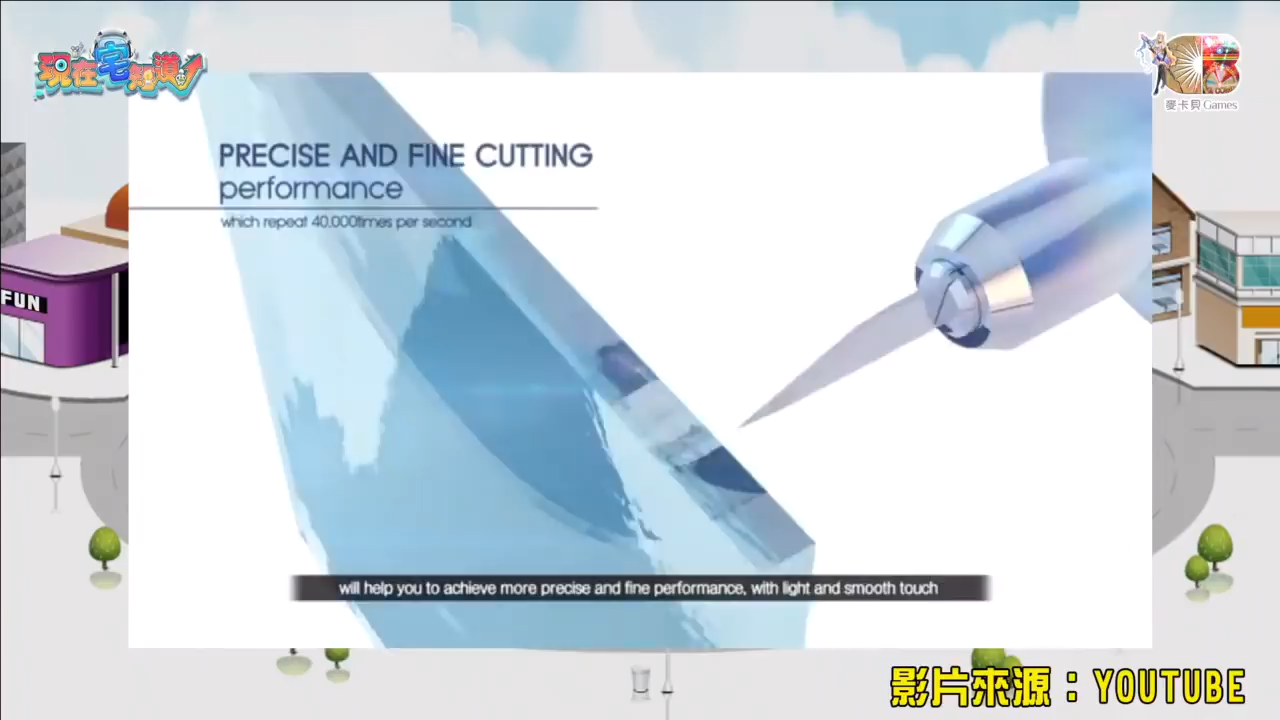 現在宅知道
麥卡貝 Games
PRECISE AND FINE CUTTING
performance
which repeat 40.000times per second
FUN
will help you to achieve more precise and fine performance, with light and smooth touch
影片來源：YOUTUBE